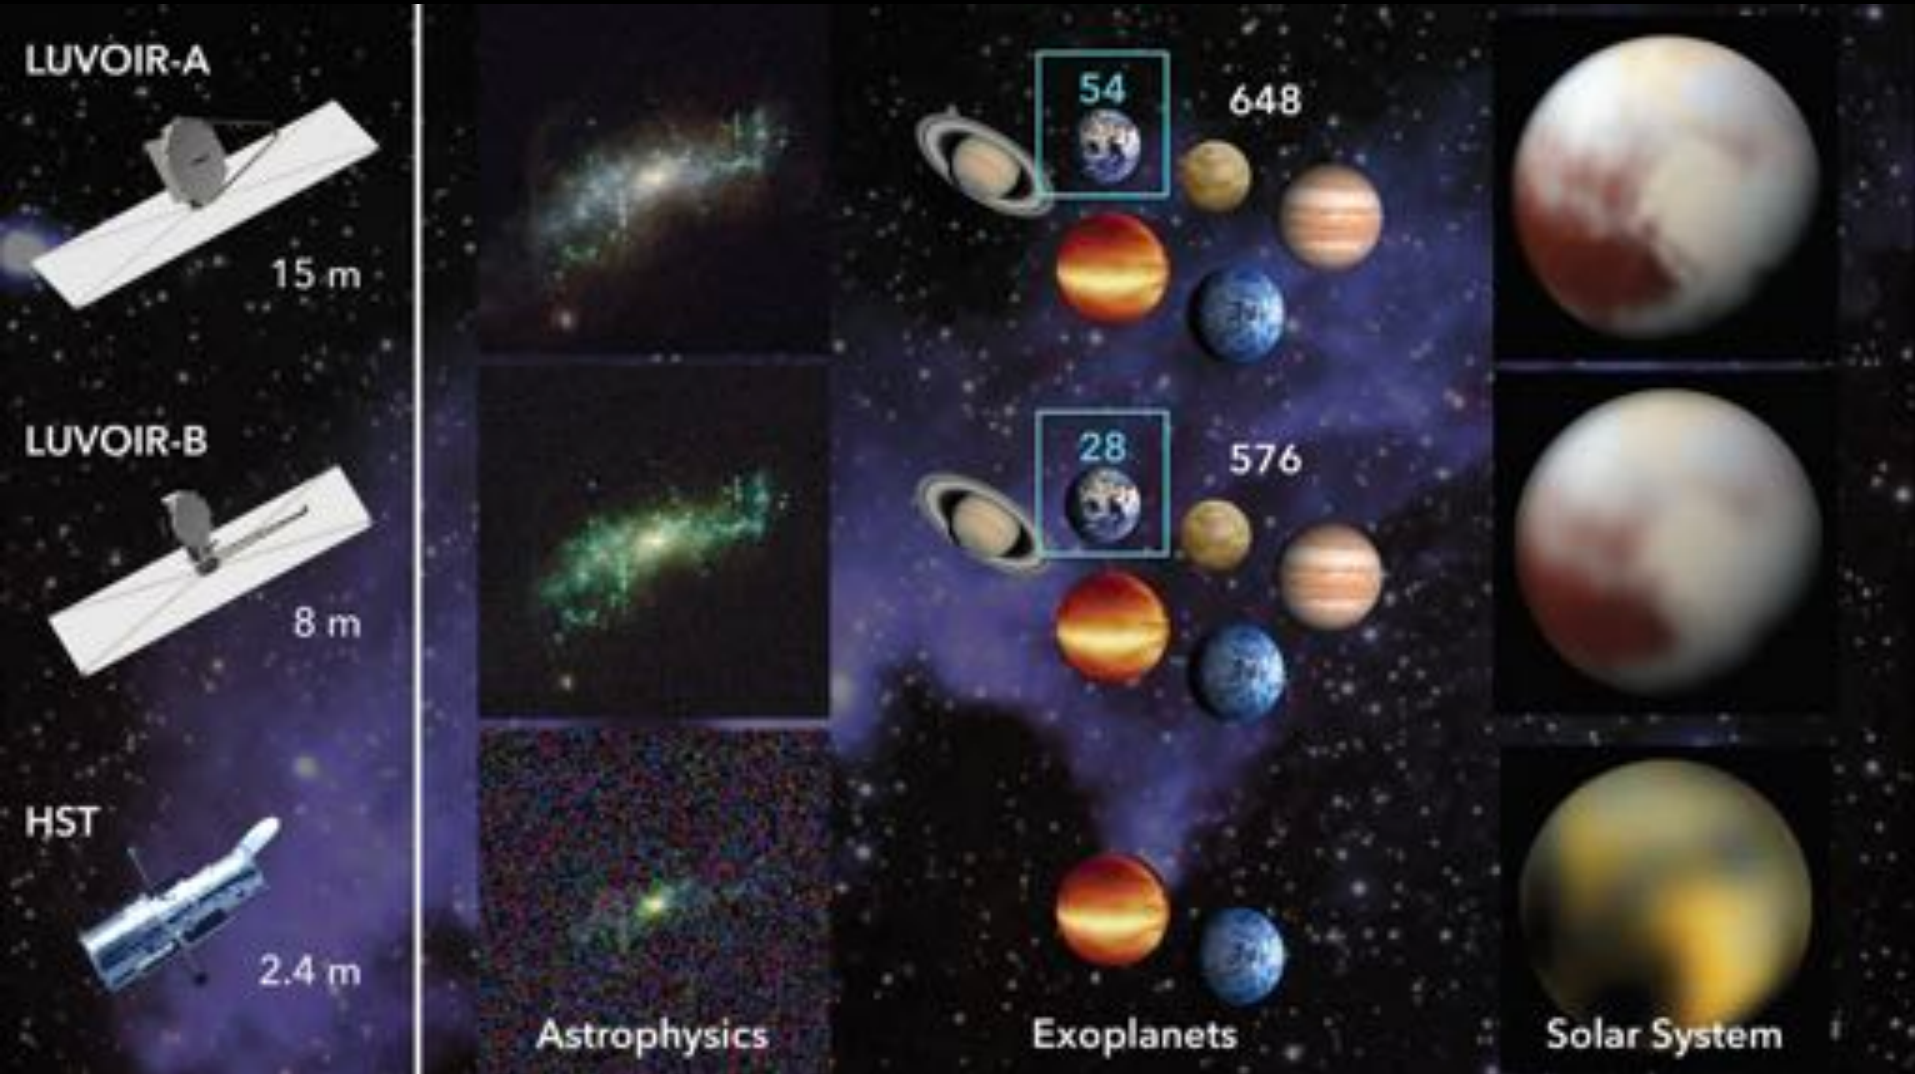 LUVOIR-A
15 m
54
648
LUVOIR-B
8 m
28
576
HST
2.4 m
Astrophysics
Exoplanets
Solar System